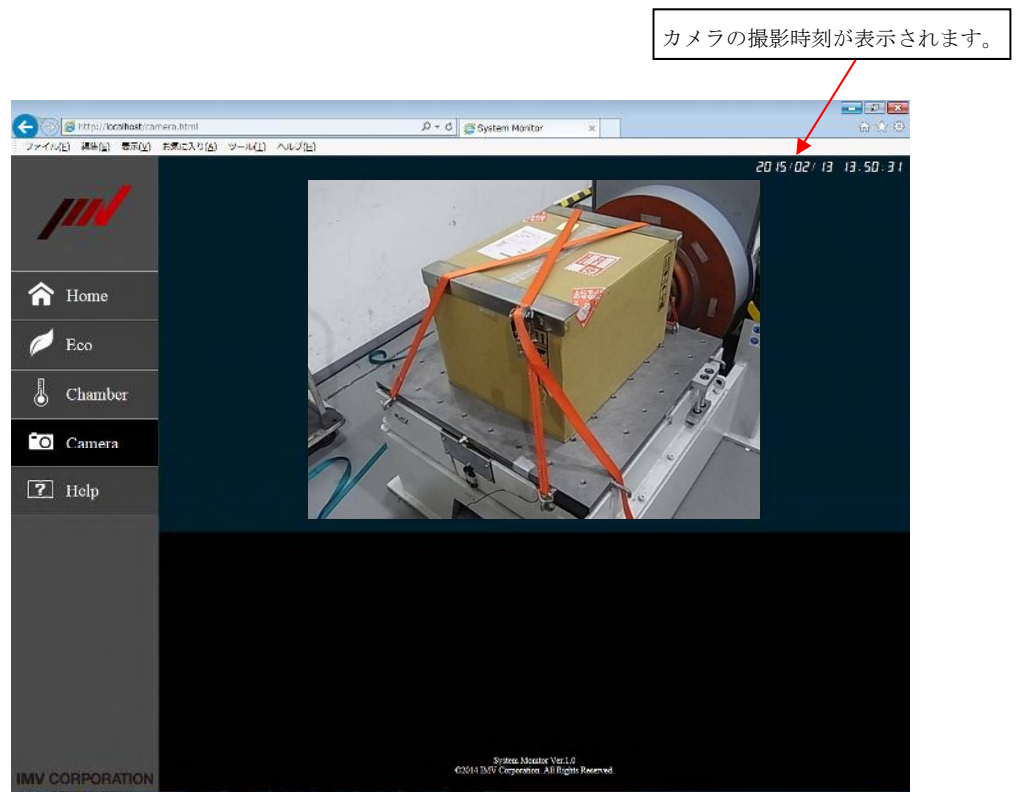 カメラの撮影時刻が表示されます。
http://localhost/camera.html
System Monitor
ファイル(F) 編集(E) 表示(V) お気に入り(A) ツール(T) ヘルプ(H)
2015/02/13 13:50:31
Home
Eco
Chamber
Camera
Help
System Monitor Ver.1.0
©2014 IMV Corporation. All Rights Reserved.
IMV CORPORATION